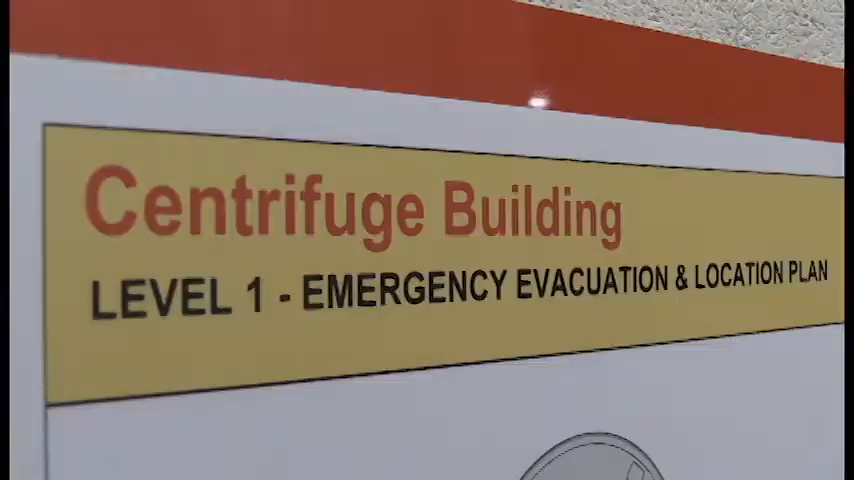 Centrifuge Building
LEVEL 1 - EMERGENCY EVACUATION & LOCATION PLAN